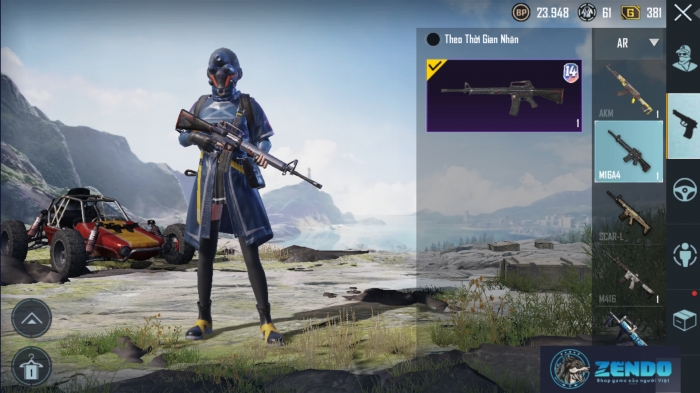 BP 23.948 61 G 381
Theo Thời Gian Nhận
AR
14
1
AKM 1
M16A4 1
SCAR-L
M416 1
ZENDO
Shop game của người Việt